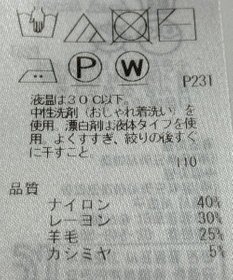 P W
P231
液温は30℃以下。
中性洗剤（おしゃれ着洗い）を
使用。漂白剤は液体タイプを使
用。よくすすぎ、絞りの後すぐ
に干すこと。
110
品質
ナイロン 40%
レーヨン 30%
羊毛 25%
カシミヤ 5%